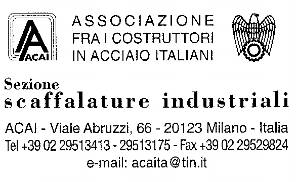 ACAI
ASSOCIAZIONE
FRA I COSTRUTTORI
IN ACCIAIO ITALIANI
Sezione
scaffalature industriali
ACAI - Viale Abruzzi, 66 - 20123 Milano - Italia
Tel +39 02 29513413 - 29513175 - Fax +39 02 29529824
e-mail: acaita@tin.it